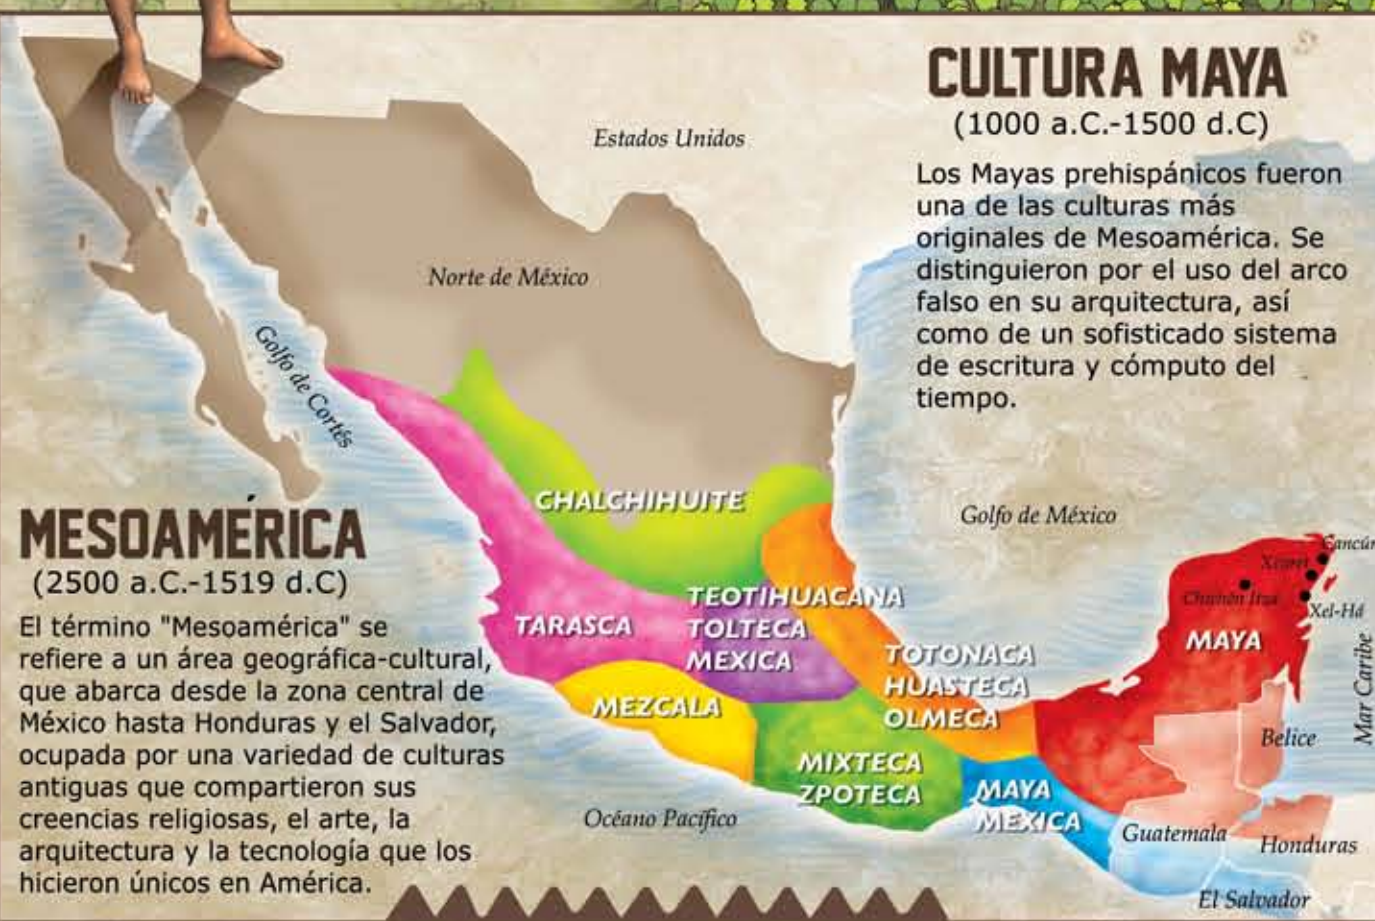 CULTURA MAYA
(1000 a.C.-1500 d.C)
Los Mayas prehispánicos fueron
una de las culturas más
originales de Mesoamérica. Se
distinguieron por el uso del arco
falso en su arquitectura, así
como de un sofisticado sistema
de escritura y cómputo del
tiempo.
Estados Unidos
Norte de México
Golfo de Cortés
MESOAMÉRICA
(2500 a.C.-1519 d.C)
El término "Mesoamérica" se
refiere a un área geográfica-cultural,
que abarca desde la zona central de
México hasta Honduras y el Salvador,
ocupada por una variedad de culturas
antiguas que compartieron sus
creencias religiosas, el arte, la
arquitectura y la tecnología que los
hicieron únicos en América.
CHALCHIHUITE
TARASCA
TEOTIHUACANA
TOLTECA
MEXICA
MEZCALA
TOTONACA
HUASTECA
OLMECA
MIXTECA
ZPOTECA
MAYA
MEXICA
Golfo de México
Cancún
Xcaret
Chichén Itza
Xel-Há
MAYA
Mar Caribe
Belice
Océano Pacífico
Guatemala
Honduras
El Salvador